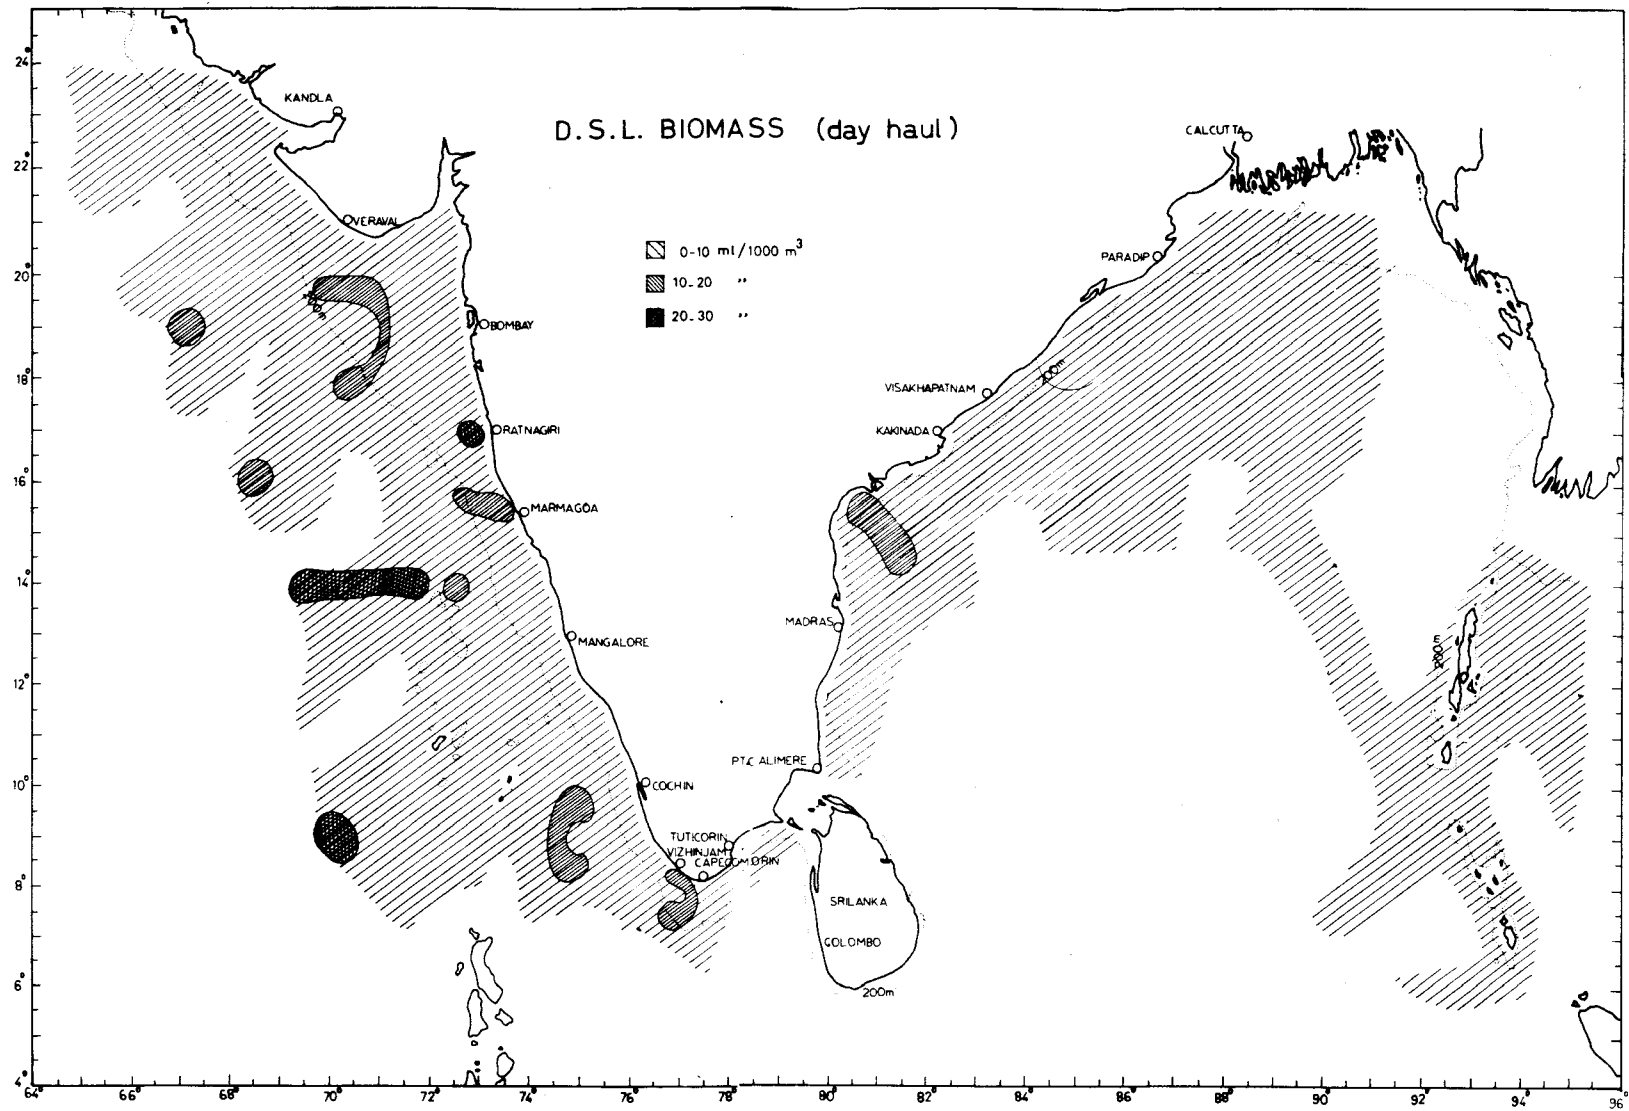 24°
KANDLA
D.S.L. BIOMASS (day haul)
CALCUTTA
22°
VERAVAL
0-10 ml/1000 m³
PARADIP
20°
10-20 "
20-30 "
BOMBAY
18°
200m
VISAKHAPATNAM
RATNAGIRI
KAKINADA
16°
MARMAGOA
14°
MADRAS
MANGALORE
200m
12°
PT.C ALIMERE
10°
COCHIN
TUTICORIN
VIZHINJAM
CAPECOMORIN
8°
SRILANKA
COLOMBO
6°
200m
4°
64° 66° 68° 70° 72° 74° 76° 78° 80° 82° 84° 86° 88° 90° 92° 94° 96°